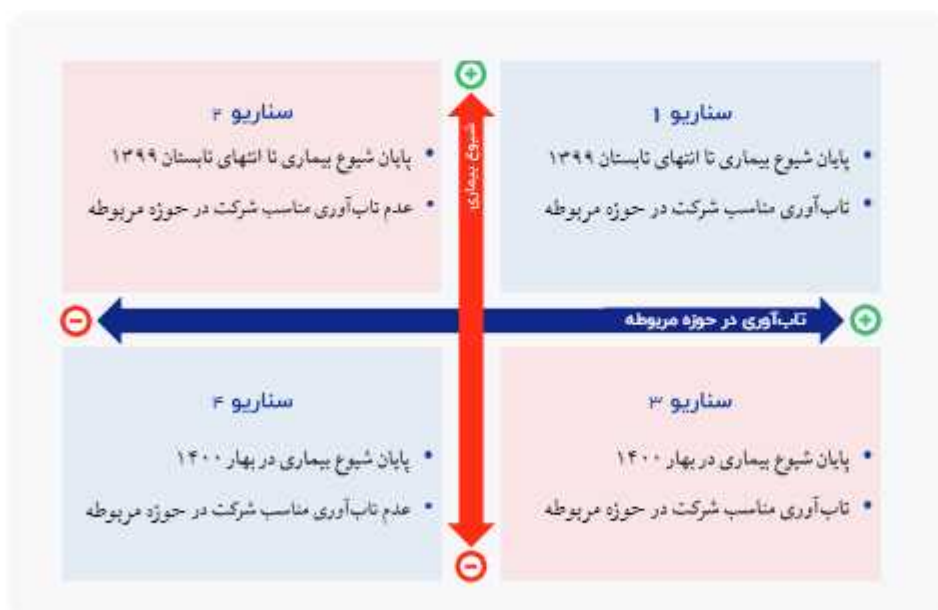 سناریو 1
• پایان شیوع بیماری تا انتهای تابستان ۱۳۹۹
• تاب‌آوری مناسب شرکت در حوزه مربوطه
سناریو ۲
• پایان شیوع بیماری تا انتهای تابستان ۱۳۹۹
• عدم تاب‌آوری مناسب شرکت در حوزه مربوطه
شیوع بیماری
تاب‌آوری در حوزه مربوطه
سناریو ۳
• پایان شیوع بیماری در بهار ۱۴۰۰
• تاب‌آوری مناسب شرکت در حوزه مربوطه
سناریو ۴
• پایان شیوع بیماری در بهار ۱۴۰۰
• عدم تاب‌آوری مناسب شرکت در حوزه مربوطه